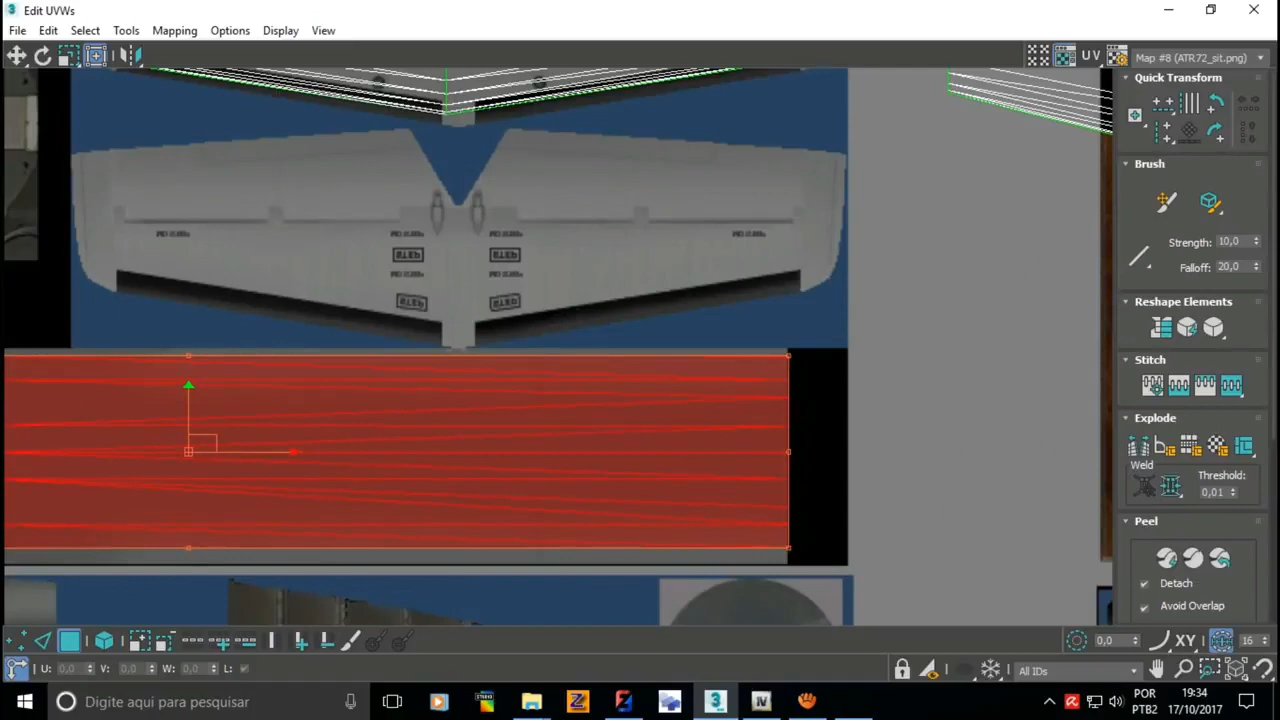 Edit UVWs
File Edit Select Tools Mapping Options Display View
UV Map #8 (ATR72_sit.png)
Quick Transform
Brush
Strength: 10,0
Falloff: 20,0
Reshape Elements
Stitch
Explode
Weld
Threshold:
0,01
Peel
Detach
Avoid Overlap
0,0 XY 16
U: 0,0 V: 0,0 W: 0,0 L:
All IDs
Digite aqui para pesquisar
POR 19:34
PTB2 17/10/2017